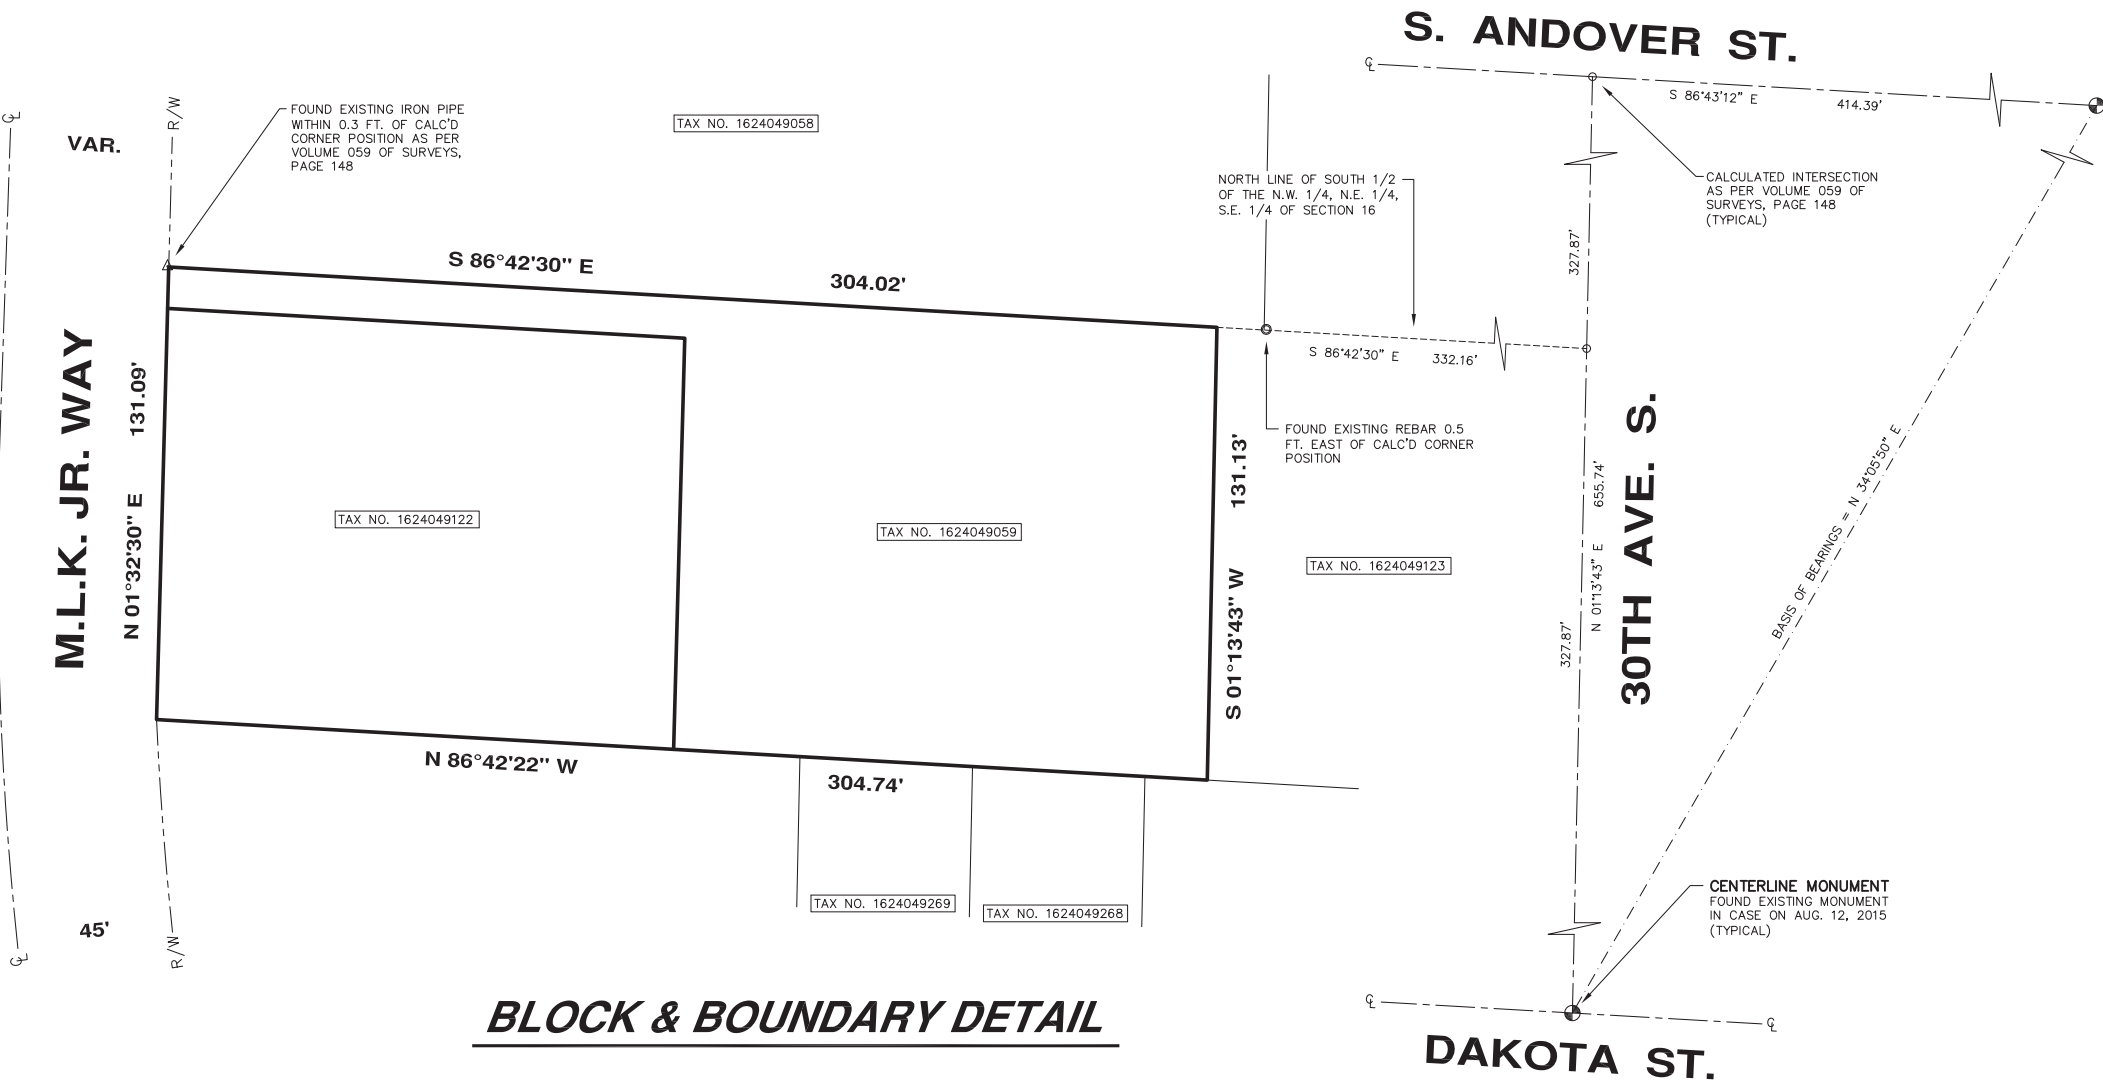 S. ANDOVER ST.
℄
S 86°43'12" E 414.39'
℄
VAR.
R/W
FOUND EXISTING IRON PIPE
WITHIN 0.3 FT. OF CALC'D
CORNER POSITION AS PER
VOLUME 059 OF SURVEYS,
PAGE 148
TAX NO. 1624049058
NORTH LINE OF SOUTH 1/2
OF THE N.W. 1/4, N.E. 1/4,
S.E. 1/4 OF SECTION 16
CALCULATED INTERSECTION
AS PER VOLUME 059 OF
SURVEYS, PAGE 148
(TYPICAL)
327.87'
S 86°42'30" E 304.02'
S 86°42'30" E 332.16'
M.L.K. JR. WAY
N 01°32'30" E 131.09'
FOUND EXISTING REBAR 0.5
FT. EAST OF CALC'D CORNER
POSITION
S 01°13'43" W 131.13'
TAX NO. 1624049122
TAX NO. 1624049059
TAX NO. 1624049123
327.87'
N 01°13'43" E 655.74'
30TH AVE. S.
BASIS OF BEARINGS = N 34°05'50" E
N 86°42'22" W 304.74'
TAX NO. 1624049269
TAX NO. 1624049268
CENTERLINE MONUMENT
FOUND EXISTING MONUMENT
IN CASE ON AUG. 12, 2015
(TYPICAL)
45'
℄
R/W
BLOCK & BOUNDARY DETAIL
℄
℄
DAKOTA ST.